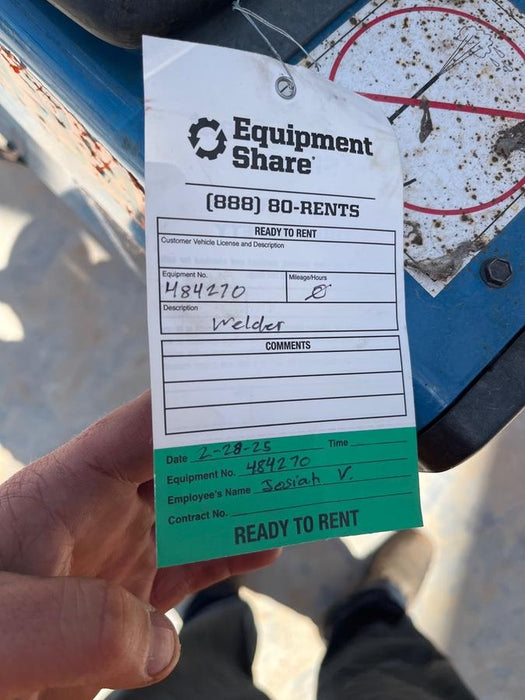 Equipment
Share
(888) 80-RENTS
READY TO RENT
Customer Vehicle License and Description
Equipment No. Mileage/Hours
484270 0
Description
Welder
COMMENTS
Date 2-28-25 Time
Equipment No. 484270
Employee's Name Josiah V.
Contract No.
READY TO RENT